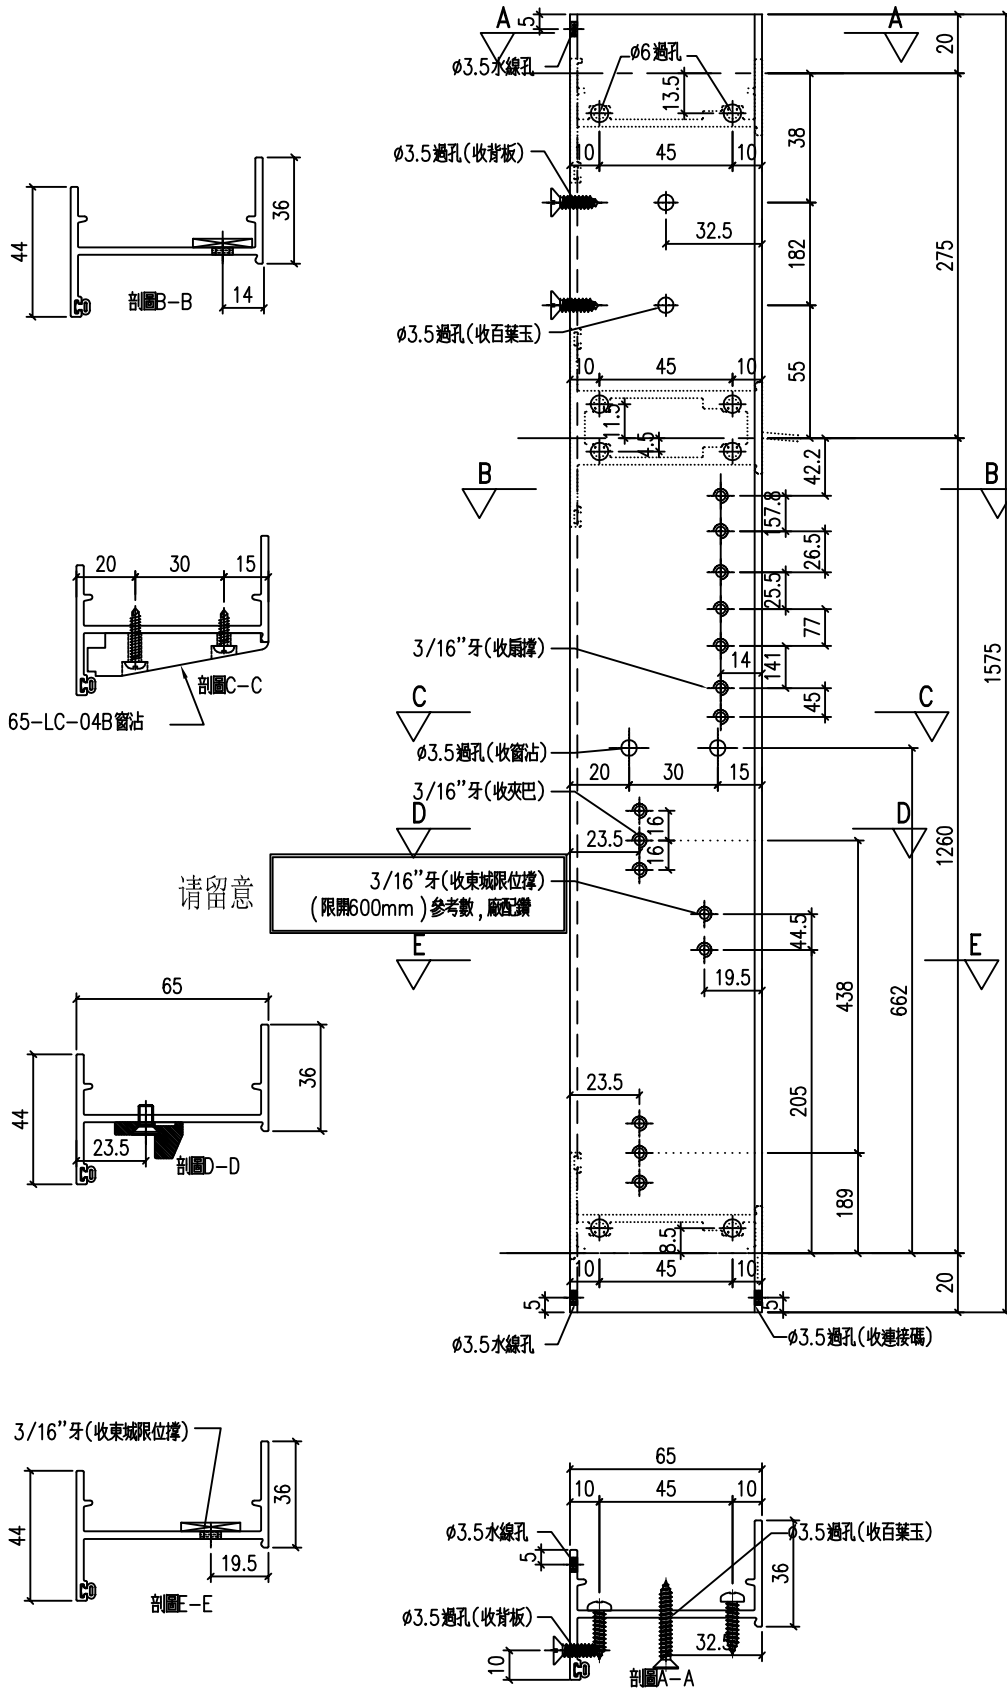 A
A
5
20
ø3.5水線孔
ø6過孔
13.5
38
ø3.5過孔(收背板)
10
45
10
36
44
32.5
182
275
剖圖B-B
14
ø3.5過孔(收百葉玉)
10
45
10
55
11.5
4.5
42.2
B
B
157.8
26.5
20
30
15
25.5
77
3/16”牙(收扇撐)
14
141
1575
剖圖C-C
C
45
C
65-LC-04B窗沾
ø3.5過孔(收窗沾)
20
30
15
3/16”牙(收夾巴)
D
16
D
23.5
16
1260
请留意
3/16”牙(收東城限位撐)
(限開600mm)參考數,廠配鑽
E
44.5
E
65
19.5
438
662
36
23.5
205
44
23.5
剖圖D-D
189
8.5
10
45
10
20
5
5
ø3.5水線孔
ø3.5過孔(收連接碼)
3/16”牙(收東城限位撐)
65
10
45
10
36
ø3.5水線孔
ø3.5過孔(收百葉玉)
44
5
19.5
36
剖圖E-E
ø3.5過孔(收背板)
32.5
10
剖圖A-A